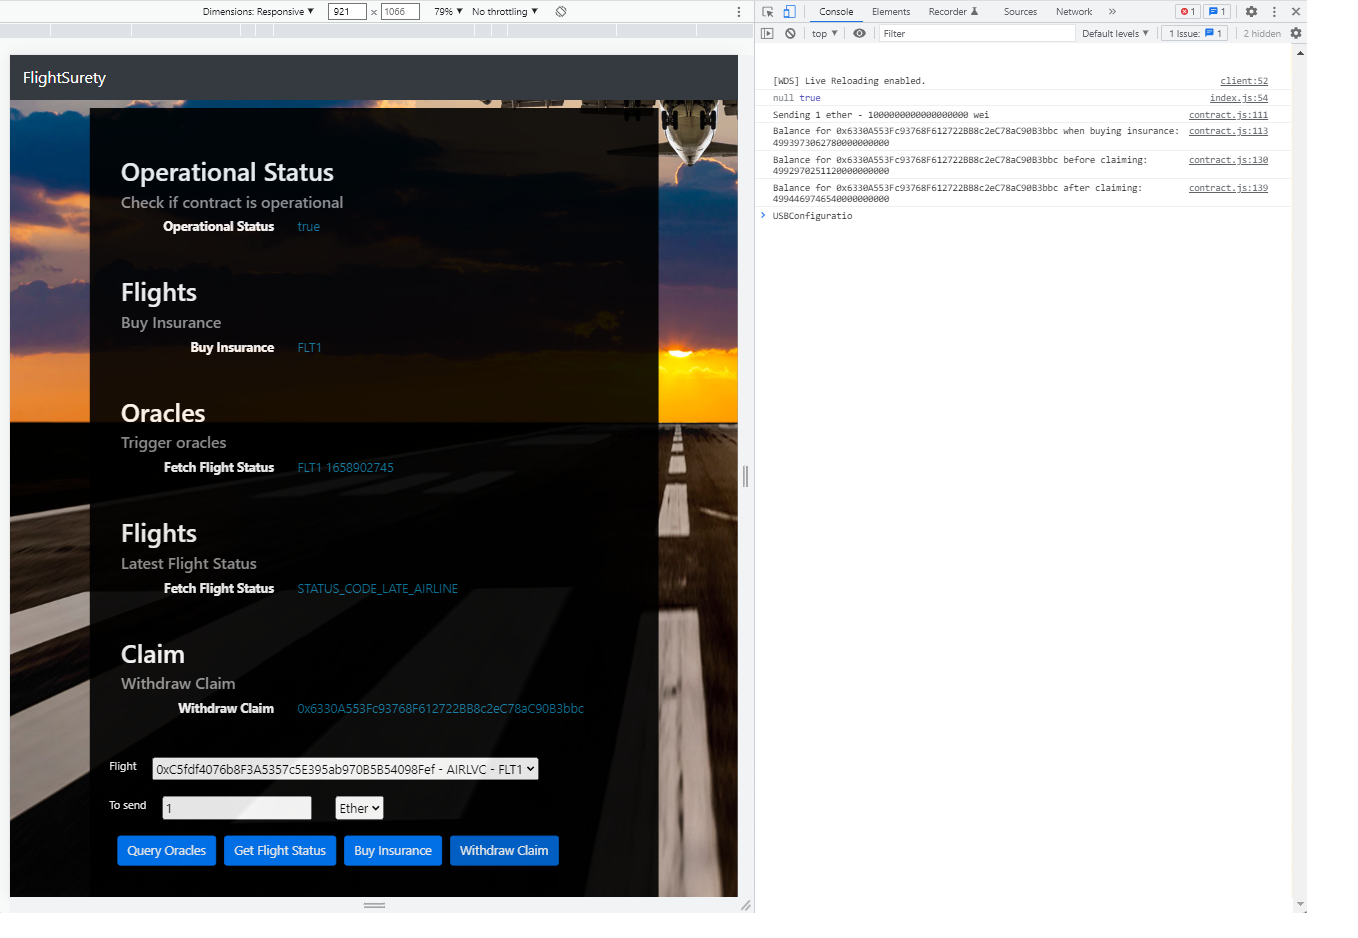 Dimensions: Responsive ▼ 921 × 1066 79% ▼ No throttling ▼
Console Elements Recorder Sources Network » 1 1
top ▼ Filter Default levels ▼ 1 Issue: 1 2 hidden
FlightSurety
Operational Status
Check if contract is operational
Operational Status true
Flights
Buy Insurance
Buy Insurance FLT1
Oracles
Trigger oracles
Fetch Flight Status FLT1 1658902745
Flights
Latest Flight Status
Fetch Flight Status STATUS_CODE_LATE_AIRLINE
Claim
Withdraw Claim
Withdraw Claim 0x6330A553Fc93768F612722BB8c2eC78aC90B3bbc
Flight 0xC5fdf4076b8F3A5357c5E395ab970B5B54098Fef - AIRLVC - FLT1
To send 1 Ether
Query Oracles Get Flight Status Buy Insurance Withdraw Claim
[WDS] Live Reloading enabled. client:52
null true index.js:54
Sending 1 ether - 1000000000000000000 wei contract.js:111
Balance for 0x6330A553Fc93768F612722BB8c2eC78aC90B3bbc when buying insurance: contract.js:113
49939730627800000000
Balance for 0x6330A553Fc93768F612722BB8c2eC78aC90B3bbc before claiming: contract.js:130
49929702511200000000
Balance for 0x6330A553Fc93768F612722BB8c2eC78aC90B3bbc after claiming: contract.js:139
49944697465400000000
> USBConfiguratio